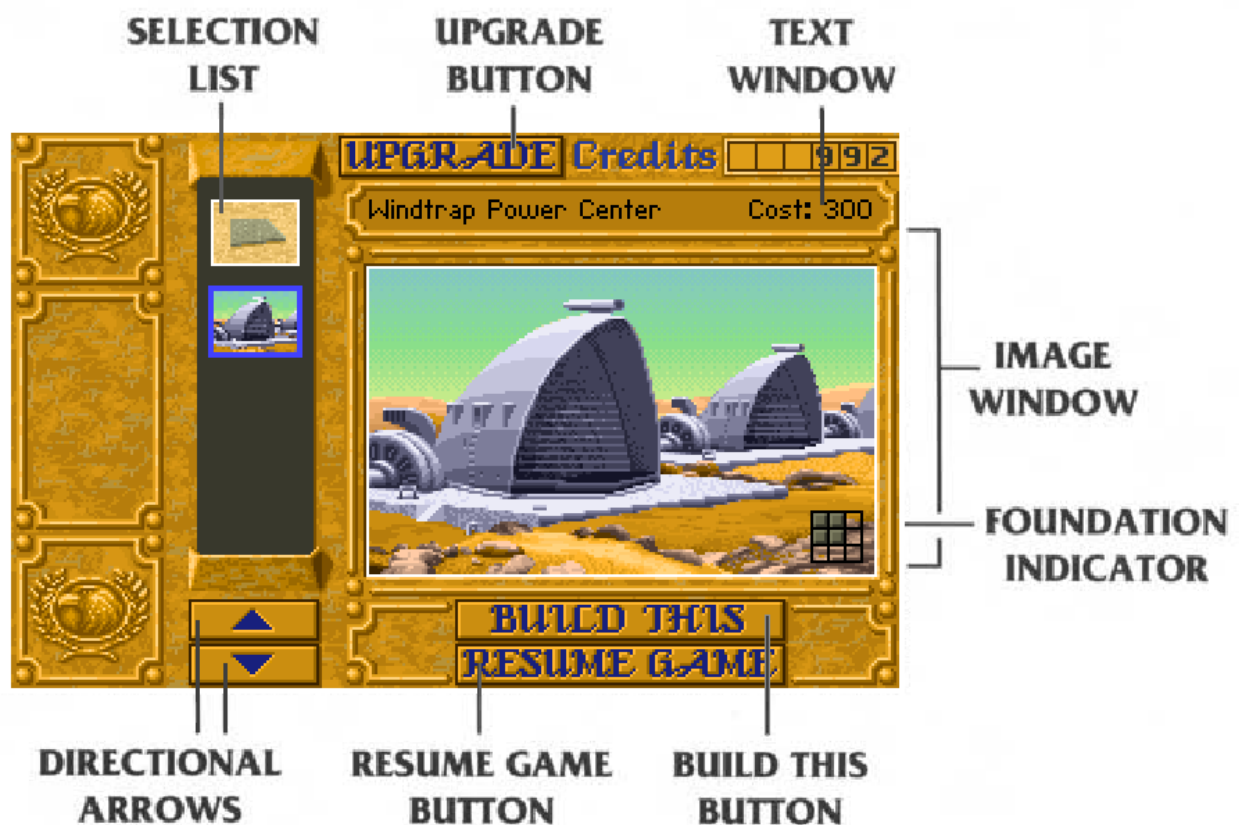 SELECTION
LIST
UPGRADE
BUTTON
TEXT
WINDOW
UPGRADE Credits 992
Windtrap Power Center Cost: 300
IMAGE
WINDOW
FOUNDATION
INDICATOR
BUILD THIS
RESUME GAME
DIRECTIONAL
ARROWS
RESUME GAME
BUTTON
BUILD THIS
BUTTON